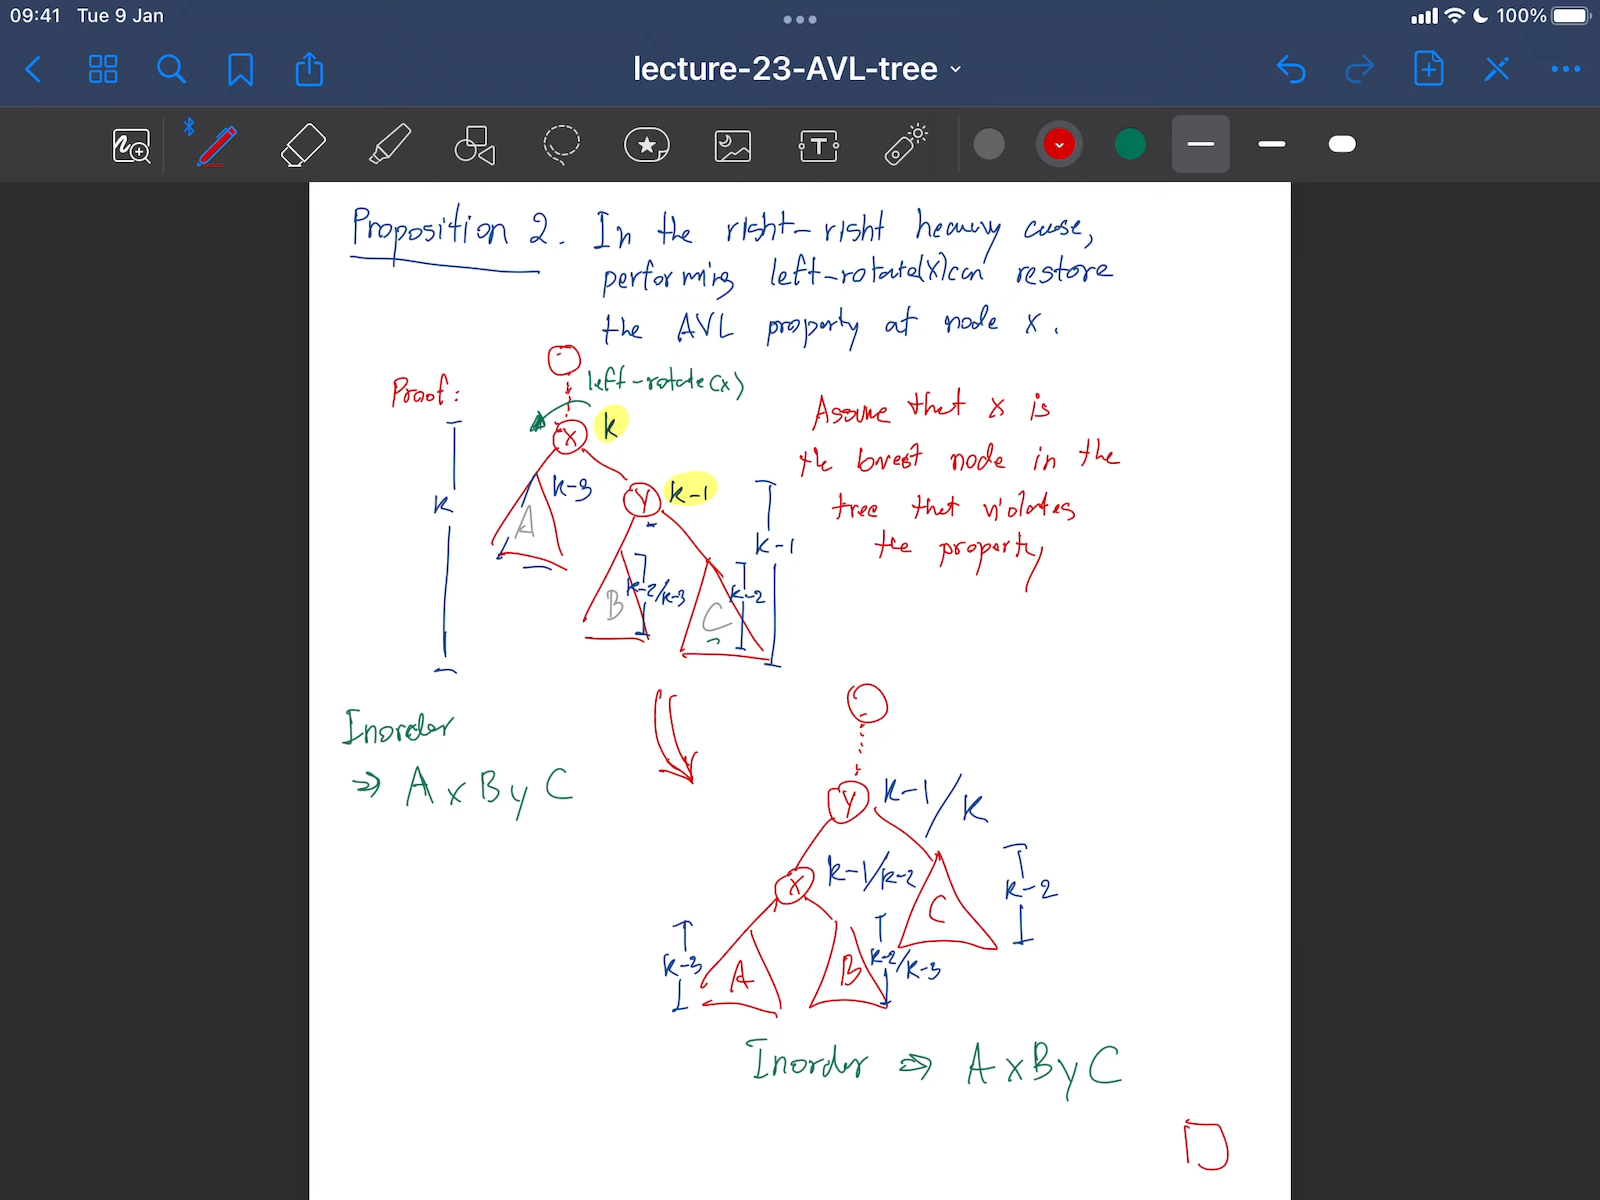 09:41 Tue 9 Jan
100%
lecture-23-AVL-tree
T
Proposition 2. In the right-right heavy case,
performing left-rotate(x) can restore
the AVL property at node x.
Proof:
left-rotate(x)
x k
k-3
y k-1
k
A
k-1
B k-2/k-3
C k-2
Assume that x is
the lowest node in the
tree that violates
the property
Inorder
⇒ A x B y C
y k-1/k
x k-1/k-2
k-2
C
k-3
A
B k-2/k-3
Inorder ⇒ A x B y C